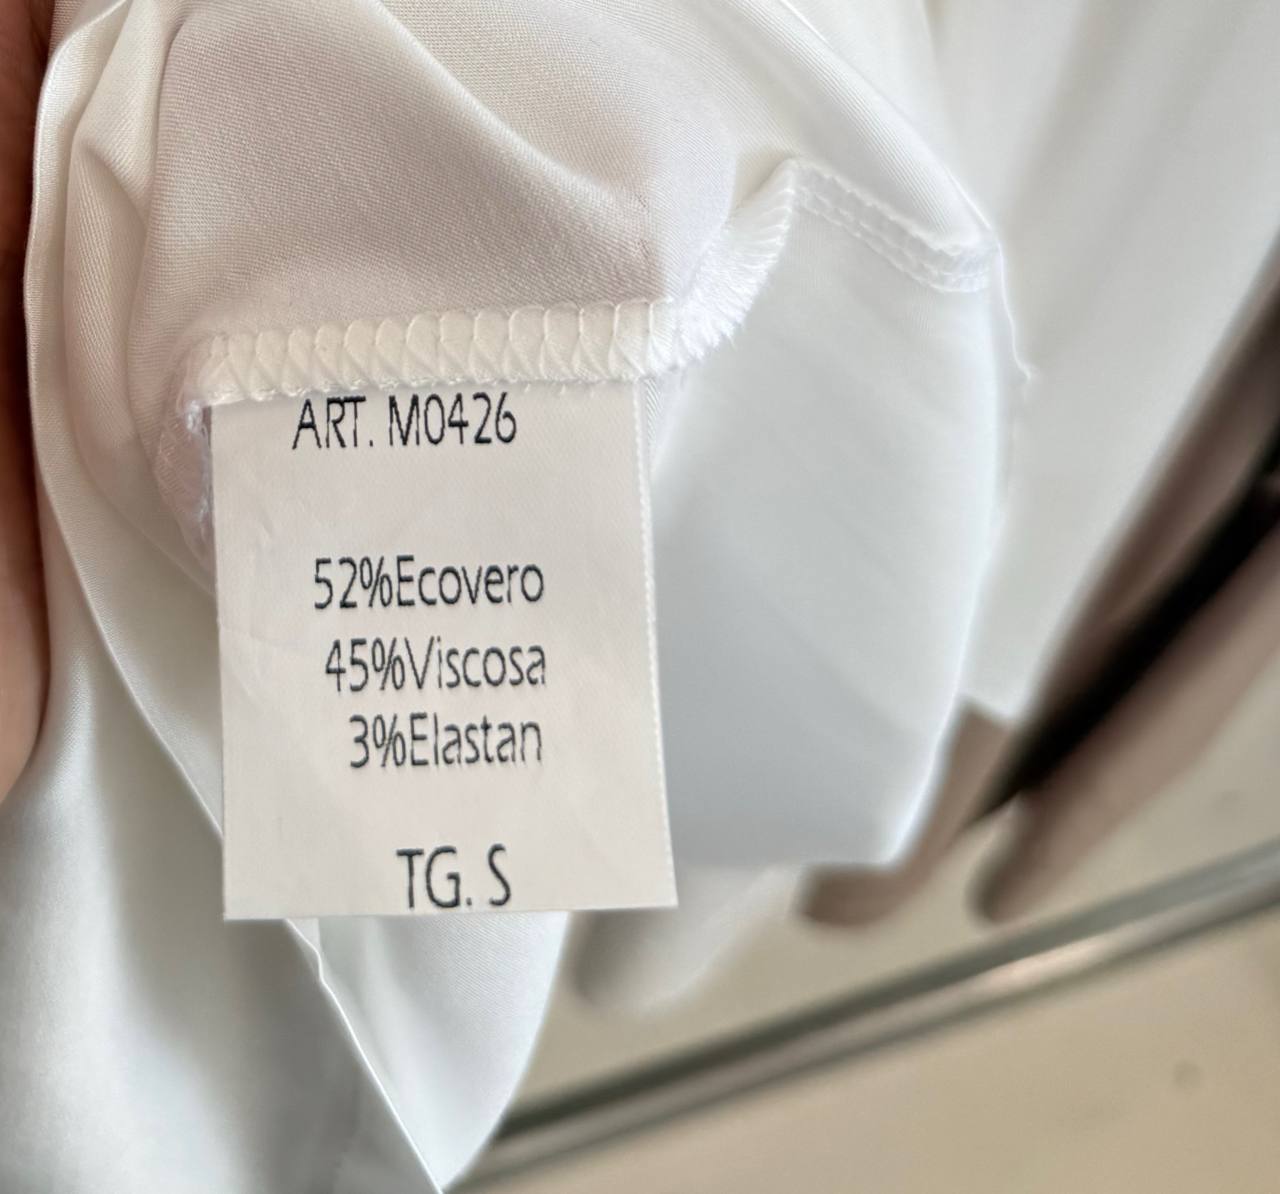 ART. M0426
52%Ecovero
45%Viscosa
3%Elastan
TG. S